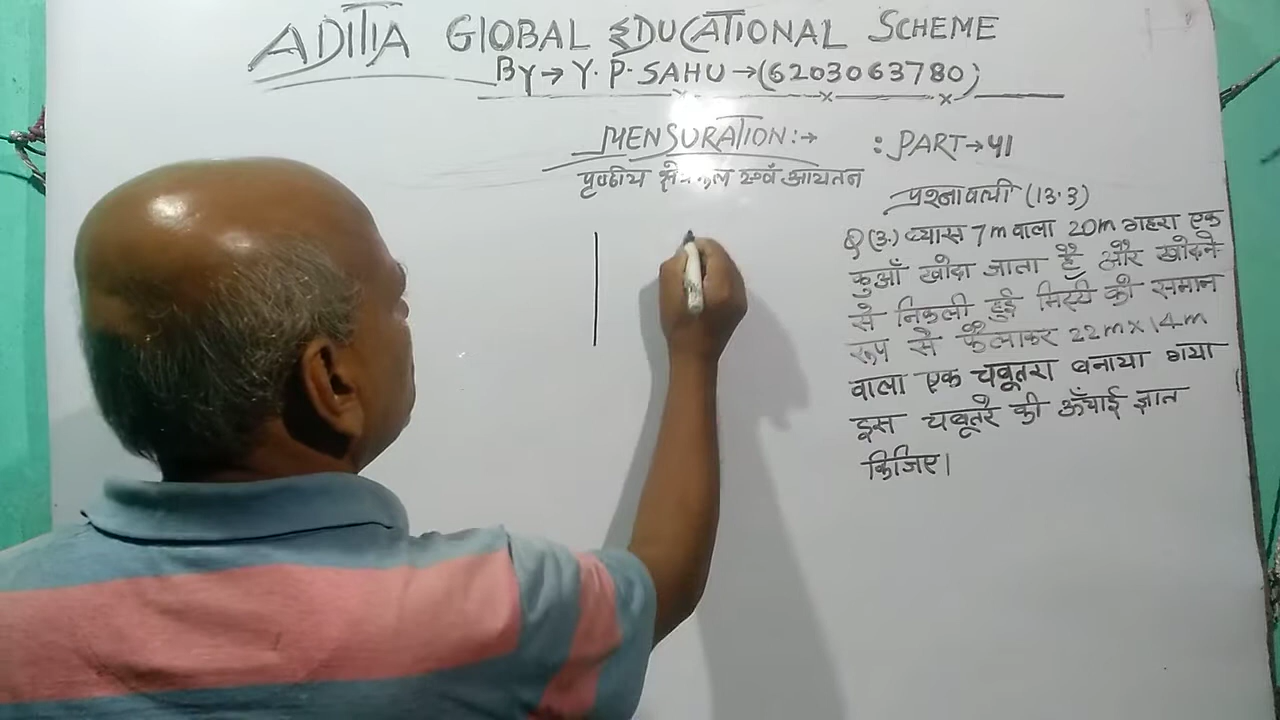 ADITIA GLOBAL EDUCATIONAL SCHEME
BY → Y. P. SAHU → (6203063780)
MENSURATION :→
: PART → 41
पृष्ठीय क्षेत्रफल एवं आयतन
प्रश्नावली (13.3)
Q (3.) व्यास 7m वाला 20m गहरा एक
कुआँ खोदा जाता है और खोदने
से निकली हुई मिट्टी को समान
रूप से फैलाकर 22m x 14m
वाला एक चबूतरा बनाया गया
इस चबूतरे की ऊँचाई ज्ञात
किजिए।